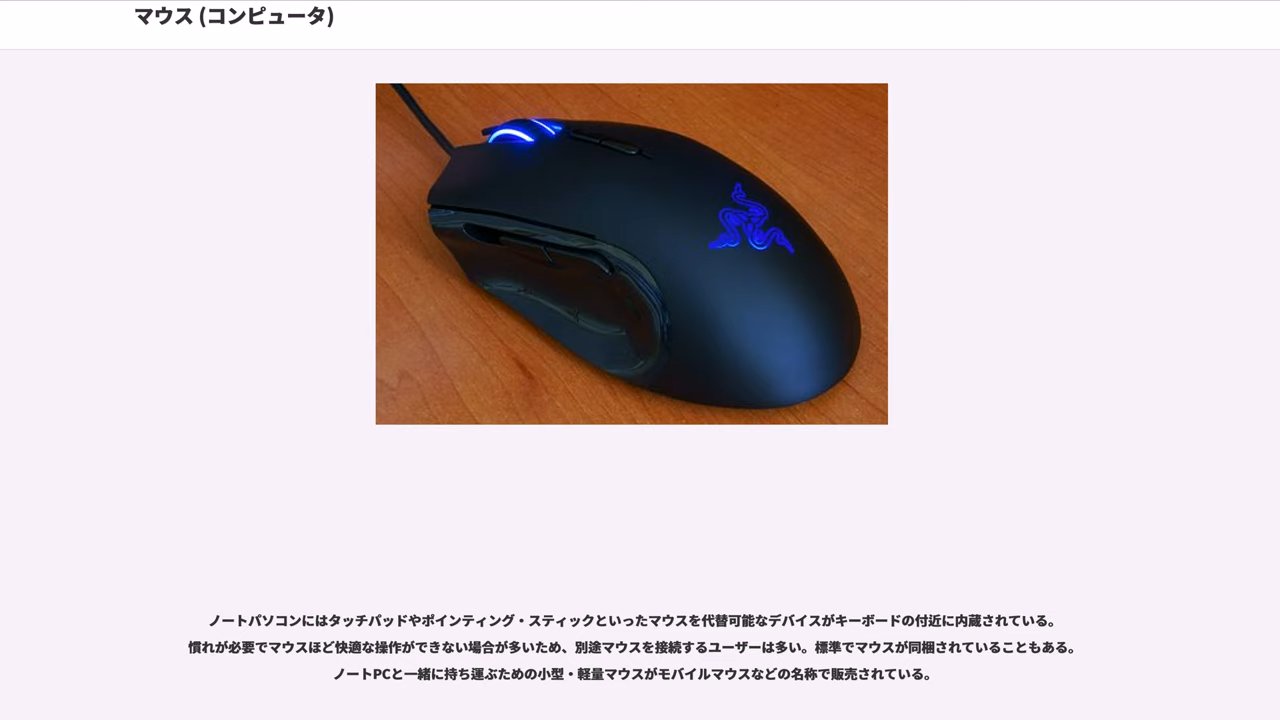 マウス (コンピュータ)
ノートパソコンにはタッチパッドやポインティング・スティックといったマウスを代替可能なデバイスがキーボードの付近に内蔵されている。
慣れが必要でマウスほど快適な操作ができない場合が多いため、別途マウスを接続するユーザーは多い。標準でマウスが同梱されていることもある。
ノートPCと一緒に持ち運ぶための小型・軽量マウスがモバイルマウスなどの名称で販売されている。